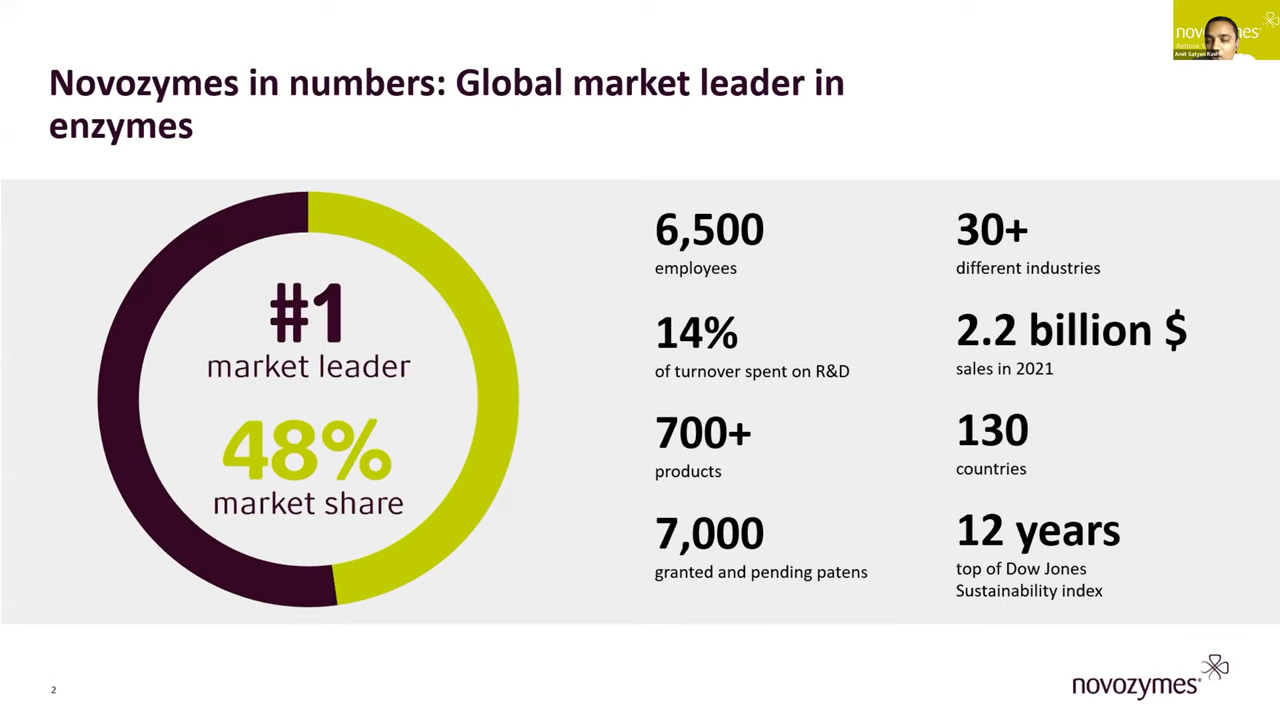 Novozymes in numbers: Global market leader in
enzymes
#1
market leader
48%
market share
6,500
employees
14%
of turnover spent on R&D
700+
products
7,000
granted and pending patens
30+
different industries
2.2 billion $
sales in 2021
130
countries
12 years
top of Dow Jones
Sustainability index
2
novozymes